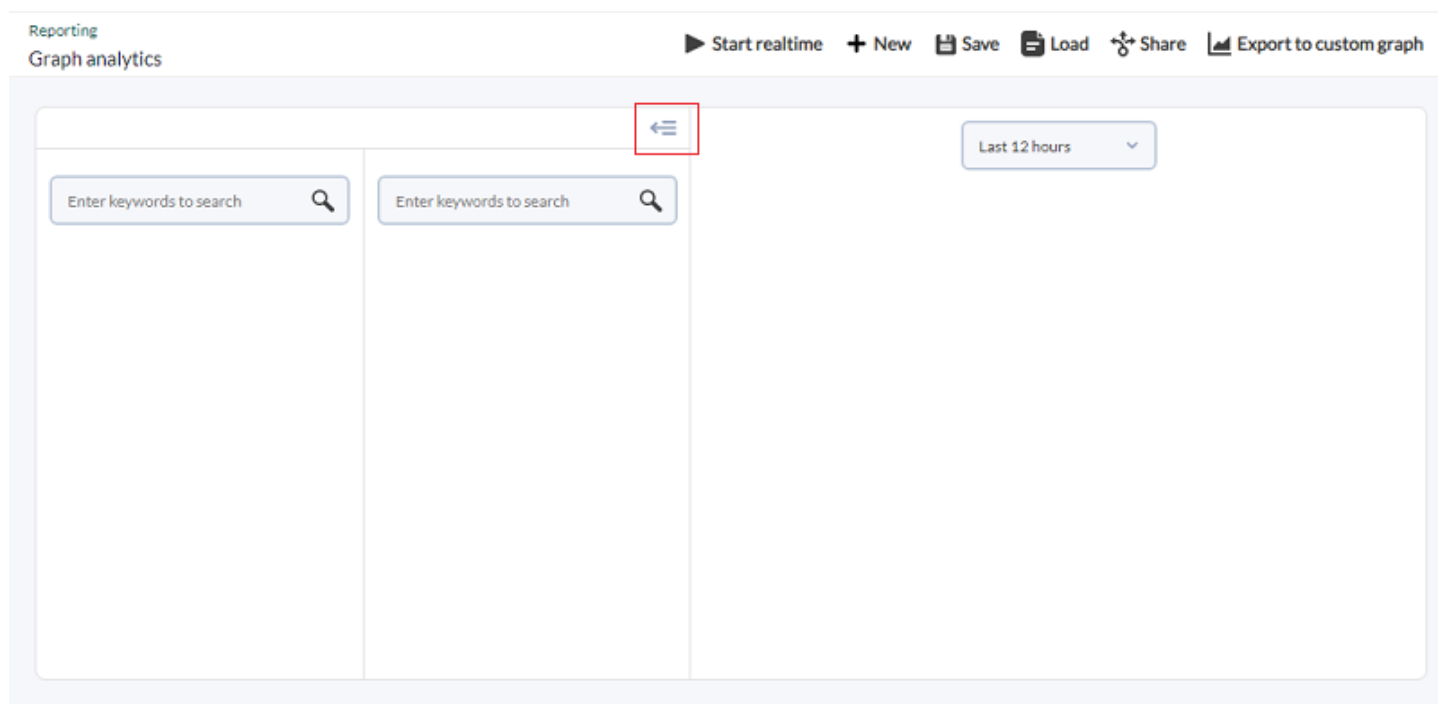 Reporting
Graph analytics
Start realtime New Save Load Share Export to custom graph
Last 12 hours
Enter keywords to search Enter keywords to search